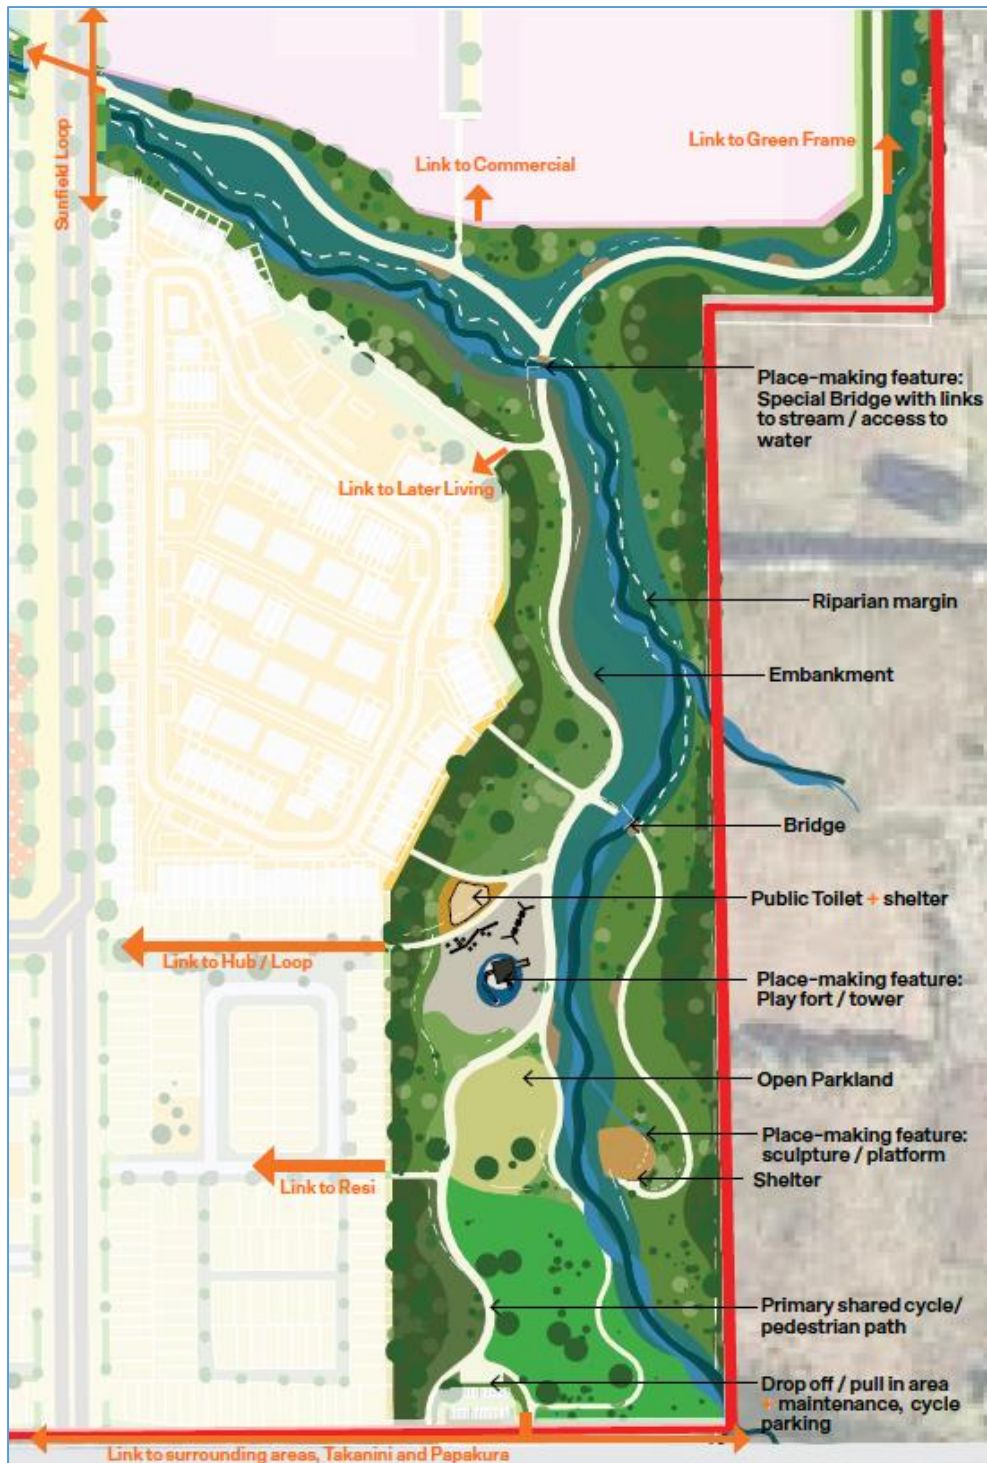 Sunfield Loop
Link to Commercial
Link to Green Frame
Place-making feature:
Special Bridge with links
to stream / access to
water
Link to Later Living
Riparian margin
Embankment
Bridge
Public Toilet + shelter
Link to Hub / Loop
Place-making feature:
Play fort / tower
Open Parkland
Place-making feature:
sculpture / platform
Shelter
Link to Resi
Primary shared cycle/
pedestrian path
Drop off / pull in area
+ maintenance, cycle
parking
Link to surrounding areas, Takanini and Papakura